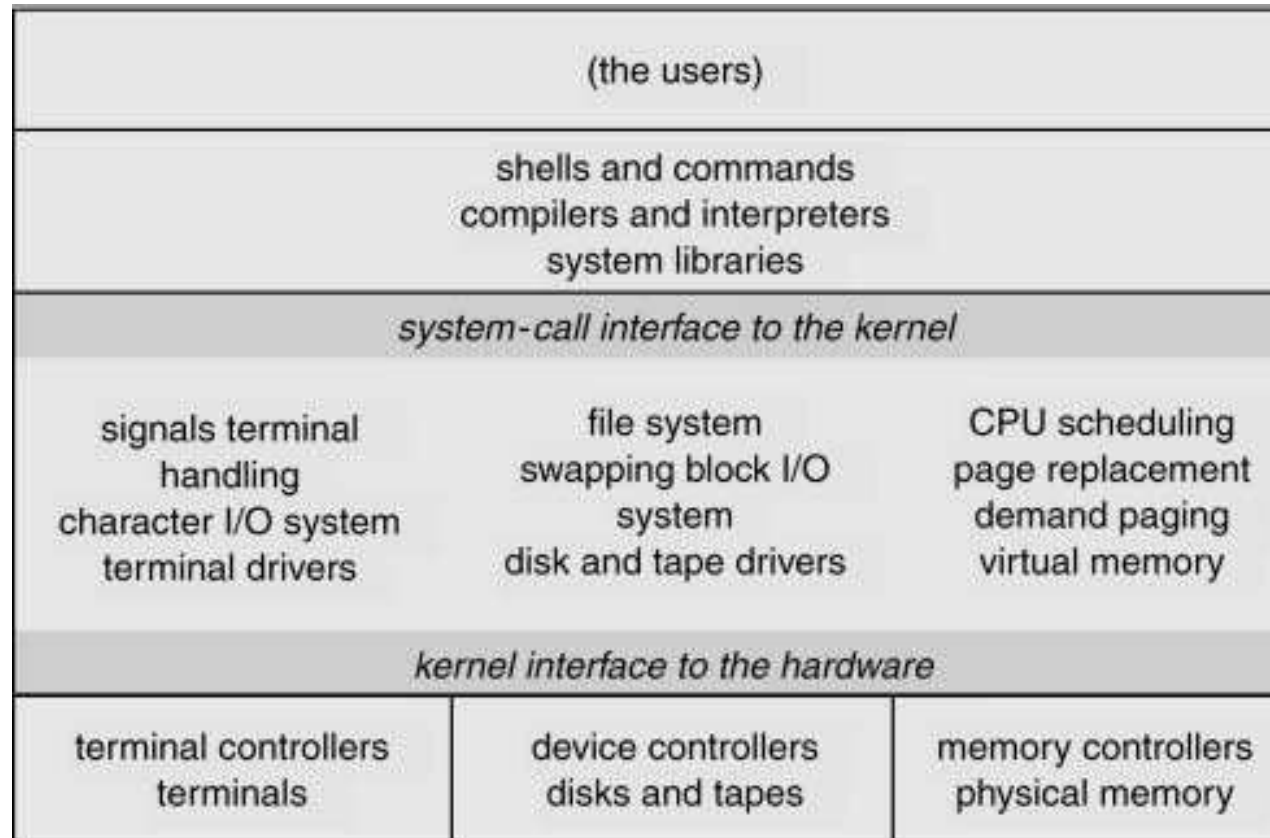 (the users)
shells and commands
compilers and interpreters
system libraries
system-call interface to the kernel
signals terminal
handling
character I/O system
terminal drivers
file system
swapping block I/O
system
disk and tape drivers
CPU scheduling
page replacement
demand paging
virtual memory
kernel interface to the hardware
terminal controllers
terminals
device controllers
disks and tapes
memory controllers
physical memory